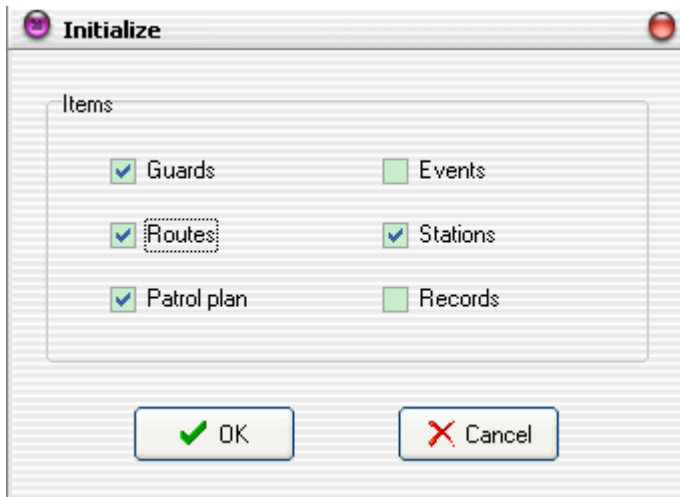 Initialize
Items
Guards Events
Routes Stations
Patrol plan Records
OK Cancel